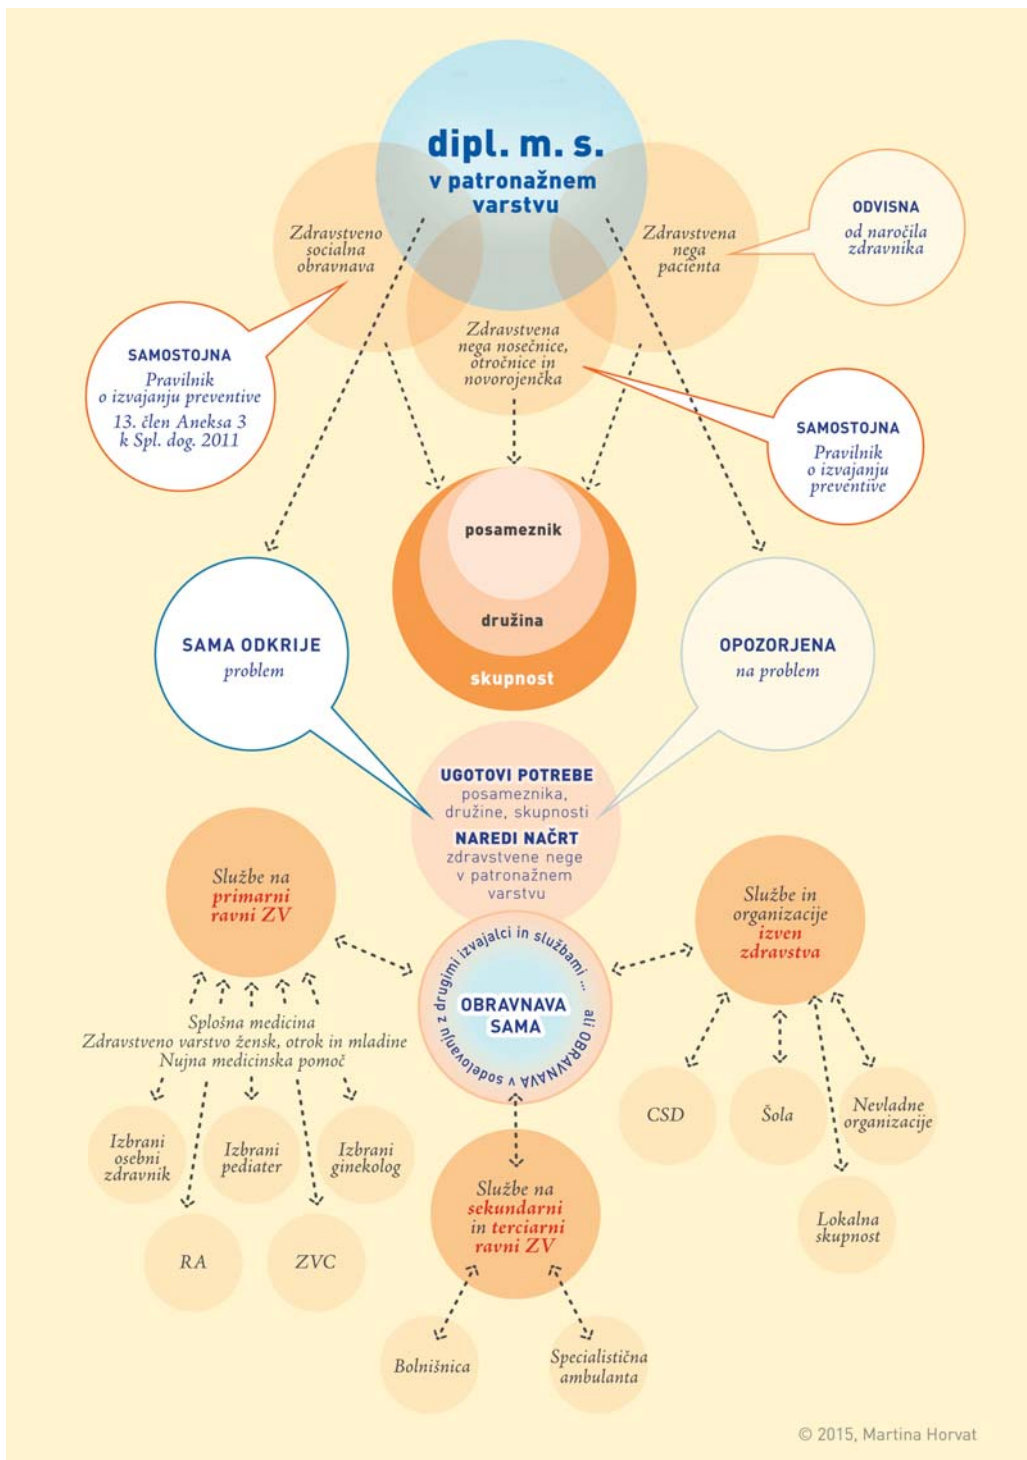 dipl. m. s.
v patronažnem
varstvu
Zdravstveno
socialna
obravnava
Zdravstvena
nega
pacienta
ODVISNA
od naročila
zdravnika
Zdravstvena
nega nosečnice,
otročnice in
novorojenčka
SAMOSTOJNA
Pravilnik
o izvajanju preventive
13. člen Aneksa 3
k Spl. dog. 2011
SAMOSTOJNA
Pravilnik
o izvajanju
preventive
posameznik
družina
skupnost
SAMA ODKRIJE
problem
OPOZORJENA
na problem
UGOTOVI POTREBE
posameznika,
družine, skupnosti
NAREDI NAČRT
zdravstvene nege
v patronažnem
varstvu
Službe na
primarni
ravni ZV
Službe in
organizacije
izven
zdravstva
OBRAVNAVA
SAMA
ali OBRAVNAVA v sodelovanju z drugimi izvajalci in službami ...
Splošna medicina
Zdravstveno varstvo žensk, otrok in mladine
Nujna medicinska pomoč
Izbrani
osebni
zdravnik
Izbrani
pediater
Izbrani
ginekolog
RA
ZVC
CSD
Šola
Nevladne
organizacije
Lokalna
skupnost
Službe na
sekundarni
in terciarni
ravni ZV
Bolnišnica
Specialistična
ambulanta
© 2015, Martina Horvat